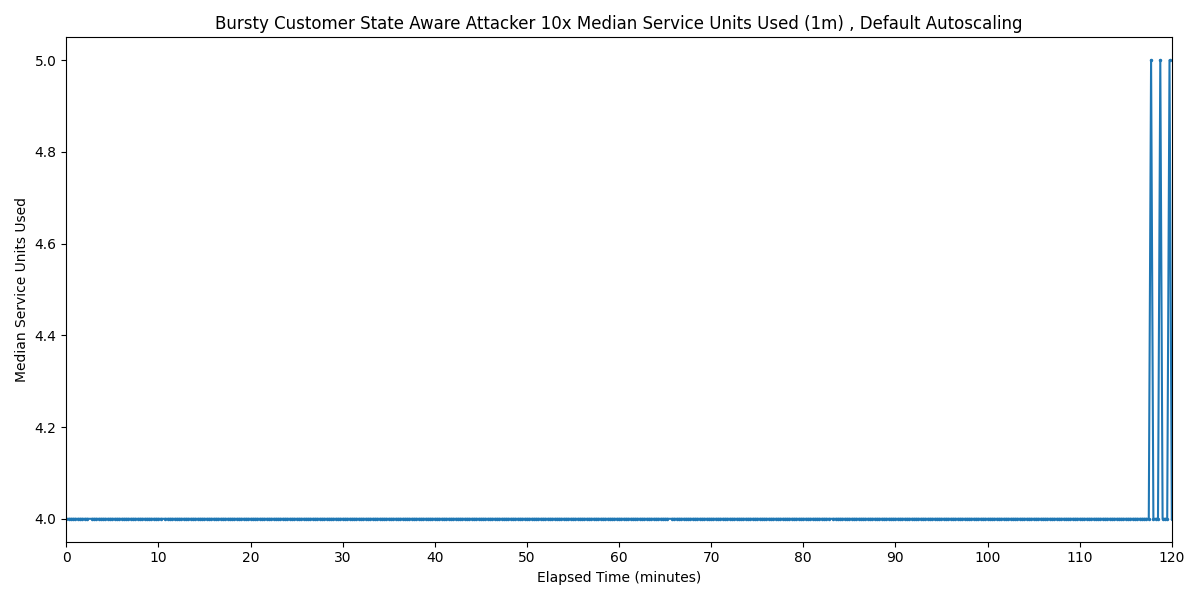 Bursty Customer State Aware Attacker 10x Median Service Units Used (1m) , Default Autoscaling
Median Service Units Used
5.0
4.8
4.6
4.4
4.2
4.0
0 10 20 30 40 50 60 70 80 90 100 110 120
Elapsed Time (minutes)